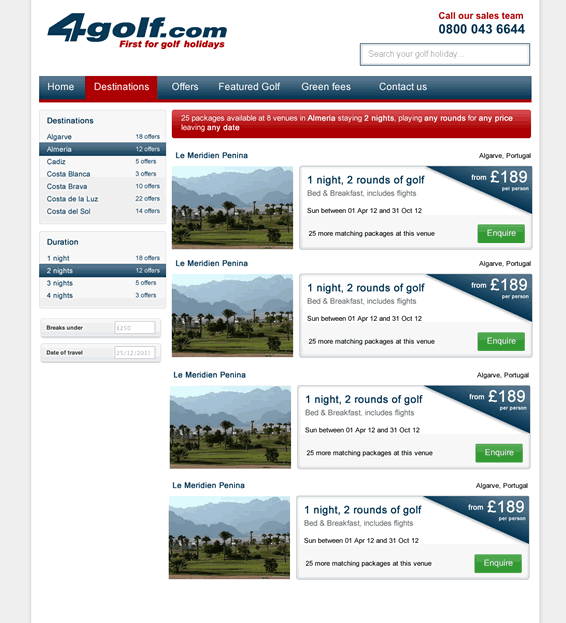 4golf.com
First for golf holidays
Call our sales team
0800 043 6644
Search your golf holiday...
Home Destinations Offers Featured Golf Green fees Contact us
Destinations
Algarve 18 offers
Almeria 12 offers
Cadiz 5 offers
Costa Blanca 3 offers
Costa Brava 10 offers
Costa de la Luz 22 offers
Costa del Sol 14 offers
Duration
1 night 18 offers
2 nights 12 offers
3 nights 5 offers
4 nights 3 offers
Breaks under £250
Date of travel 25/12/2011
25 packages available at 8 venues in Almeria staying 2 nights, playing any rounds for any price
leaving any date
Le Meridien Penina Algarve, Portugal
1 night, 2 rounds of golf
from £189
per person
Bed & Breakfast, includes flights
Sun between 01 Apr 12 and 31 Oct 12
25 more matching packages at this venue
Enquire
Le Meridien Penina Algarve, Portugal
1 night, 2 rounds of golf
from £189
per person
Bed & Breakfast, includes flights
Sun between 01 Apr 12 and 31 Oct 12
25 more matching packages at this venue
Enquire
Le Meridien Penina Algarve, Portugal
1 night, 2 rounds of golf
from £189
per person
Bed & Breakfast, includes flights
Sun between 01 Apr 12 and 31 Oct 12
25 more matching packages at this venue
Enquire
Le Meridien Penina Algarve, Portugal
1 night, 2 rounds of golf
from £189
per person
Bed & Breakfast, includes flights
Sun between 01 Apr 12 and 31 Oct 12
25 more matching packages at this venue
Enquire